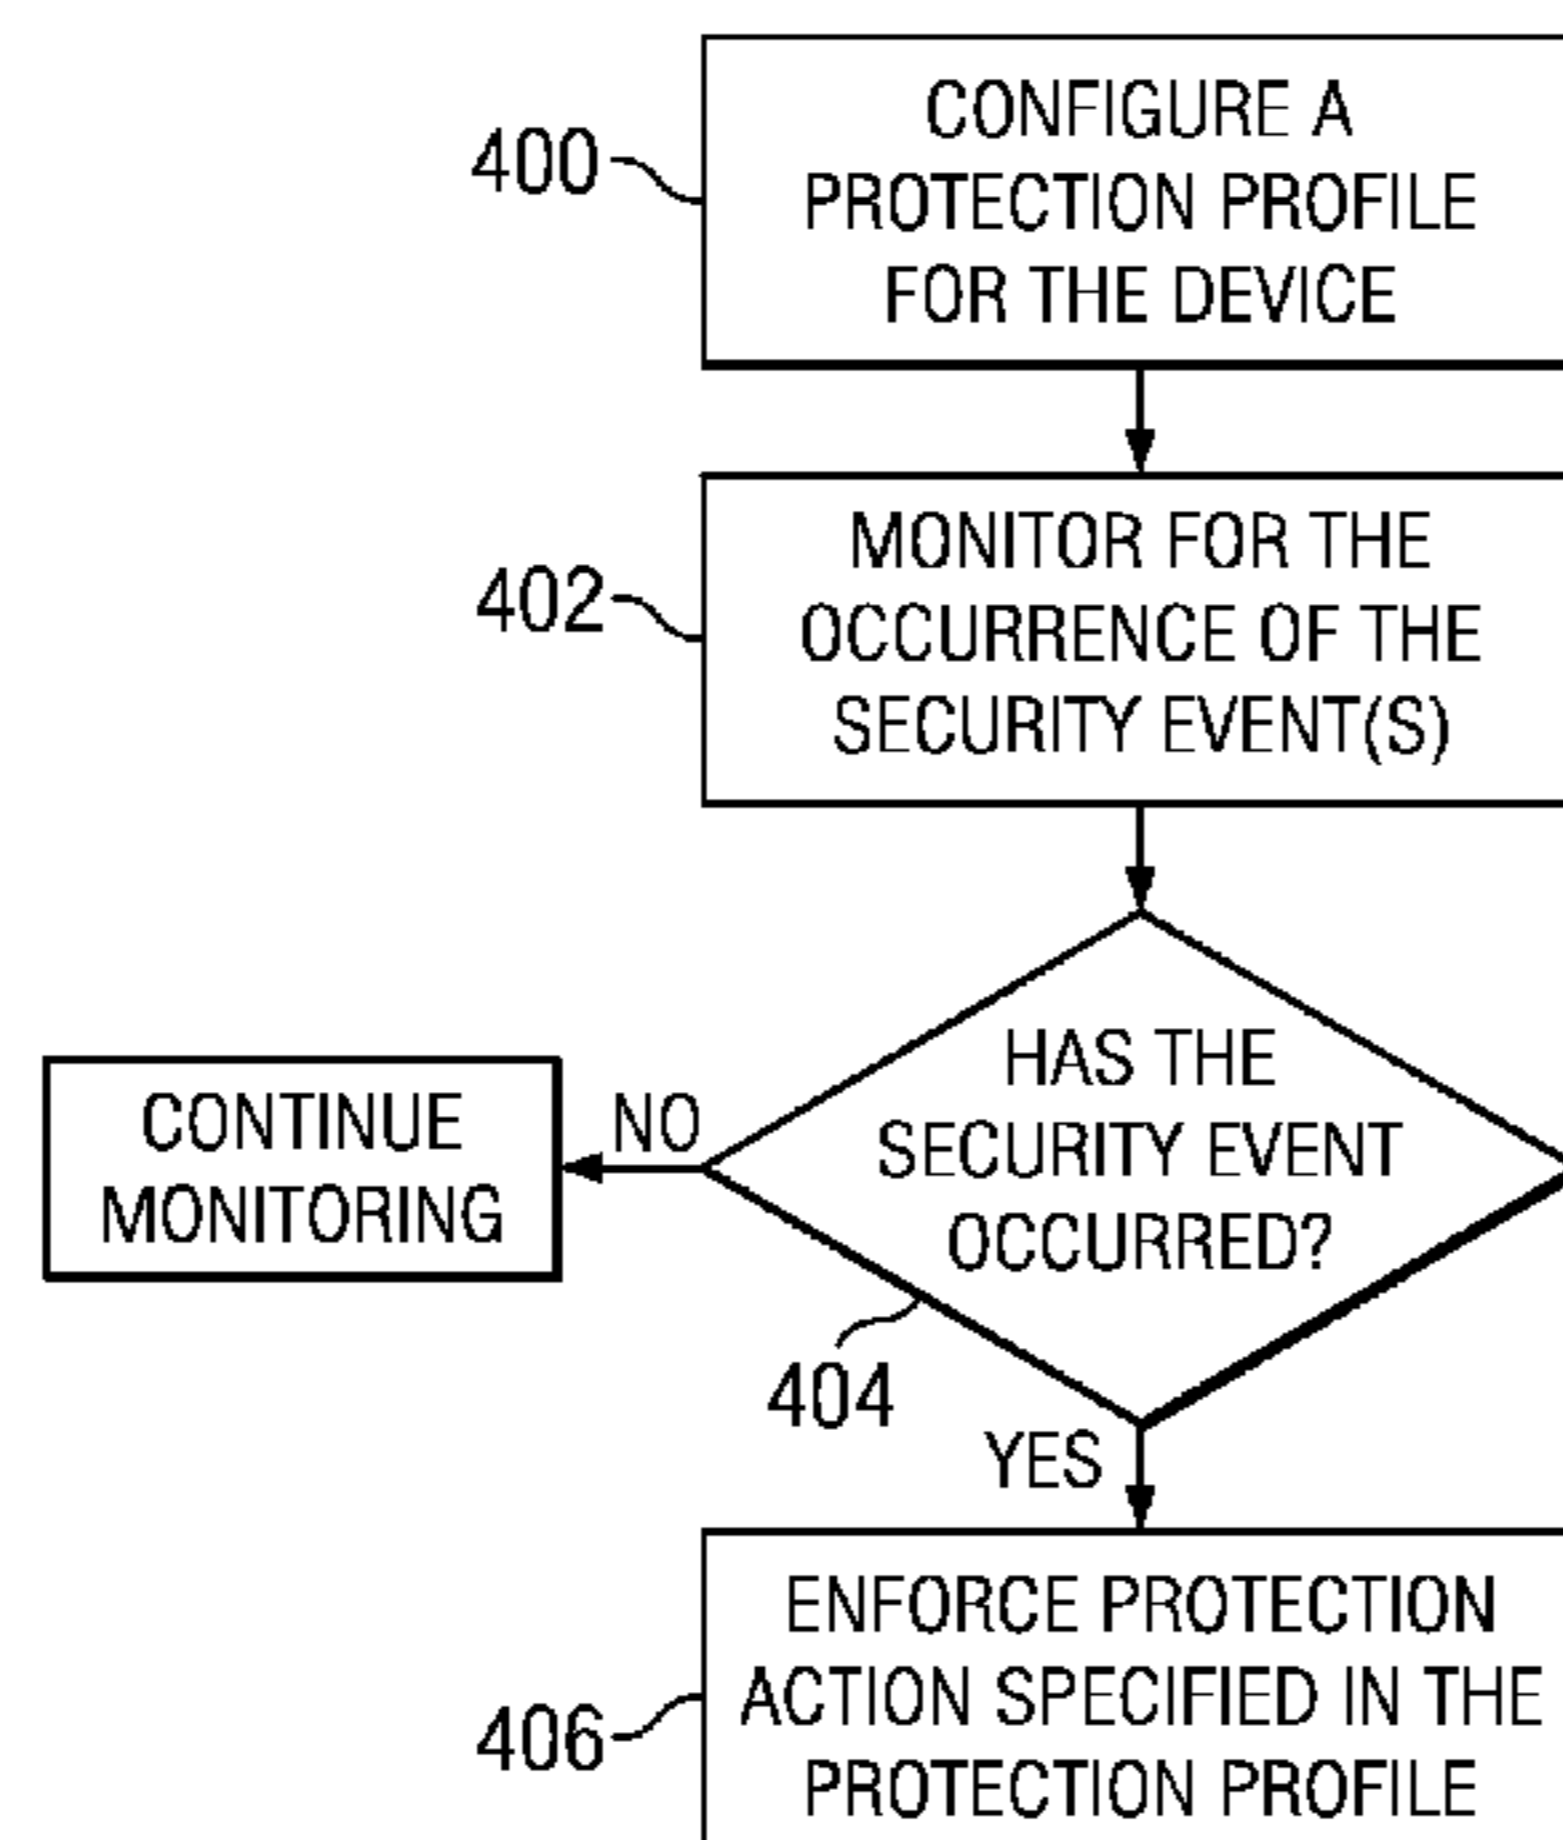 CONFIGURE A
PROTECTION PROFILE
FOR THE DEVICE
400
MONITOR FOR THE
OCCURRENCE OF THE
SECURITY EVENT(S)
402
HAS THE
SECURITY EVENT
OCCURRED?
404
NO
CONTINUE
MONITORING
YES
ENFORCE PROTECTION
ACTION SPECIFIED IN THE
PROTECTION PROFILE
406